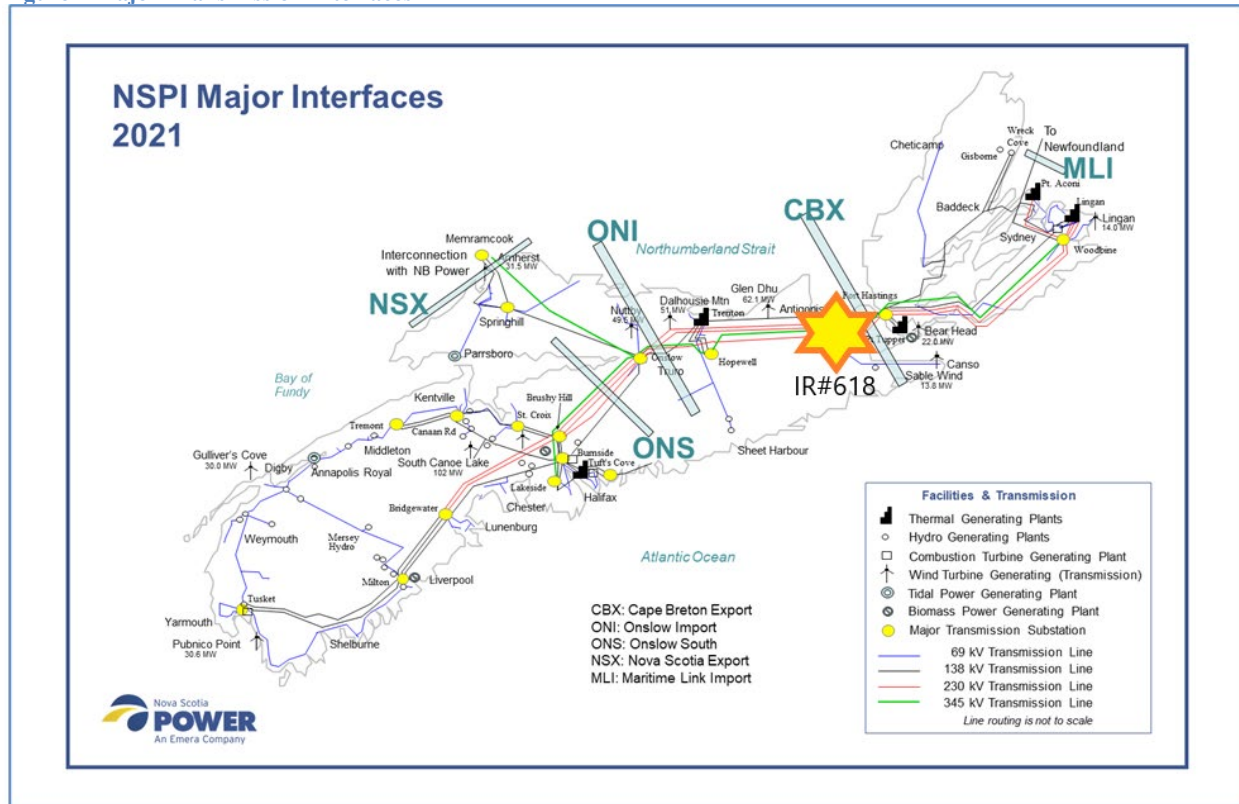 NSPI Major Interfaces
2021
Cheticamp
Wreck
Cove
Gisborne
To
Newfoundland
MLI
Pt. Aconi
Lingan
Lingan
14.0 MW
Baddeck
Sydney
Woodbine
CBX
ONI
Northumberland Strait
Memramcook
Interconnection
with NB Power
Amherst
31.5 MW
NSX
Springhill
Parrsboro
Glen Dhu
62.1 MW
Dalhousie Mtn
51 MW
Trenton
Port Hastings
Bear Head
22.0 MW
Canso
Sable Wind
13.8 MW
IR#618
Hopewell
Onslow
Truro
Bay of
Fundy
Kentville
Brushy Hill
St. Croix
Tremont
Canaan Rd
Middleton
South Canoe Lake
102 MW
Gulliver's Cove
30.0 MW
Digby
Annapolis Royal
Burnside
Tuft's Cove
ONS
Sheet Harbour
Lakeside
Halifax
Chester
Bridgewater
Lunenburg
Weymouth
Mersey
Hydro
Milton
Liverpool
Tusket
Yarmouth
Pubnico Point
30.6 MW
Shelburne
Atlantic Ocean
CBX: Cape Breton Export
ONI: Onslow Import
ONS: Onslow South
NSX: Nova Scotia Export
MLI: Maritime Link Import
Facilities & Transmission
Thermal Generating Plants
Hydro Generating Plants
Combustion Turbine Generating Plant
Wind Turbine Generating (Transmission)
Tidal Power Generating Plant
Biomass Power Generating Plant
Major Transmission Substation
69 kV Transmission Line
138 kV Transmission Line
230 kV Transmission Line
345 kV Transmission Line
Line routing is not to scale
Nova Scotia
POWER
An Emera Company